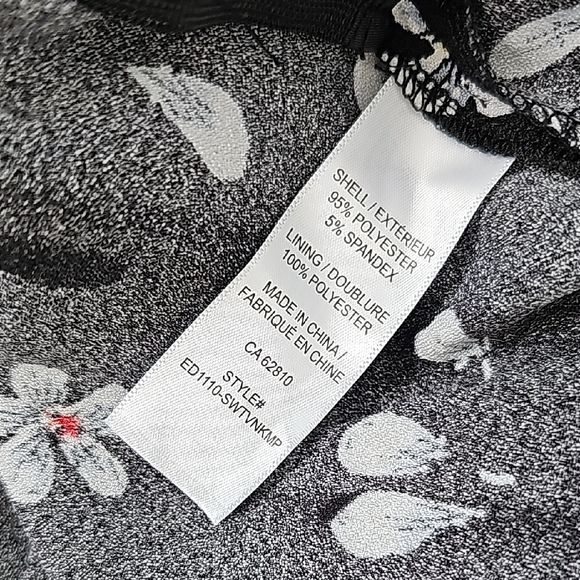 SHELL / EXTÉRIEUR
95% POLYESTER
5% SPANDEX
LINING / DOUBLURE
100% POLYESTER
MADE IN CHINA /
FABRIQUÉ EN CHINE
CA 62810
STYLE#
ED1110-SWTVNKMP